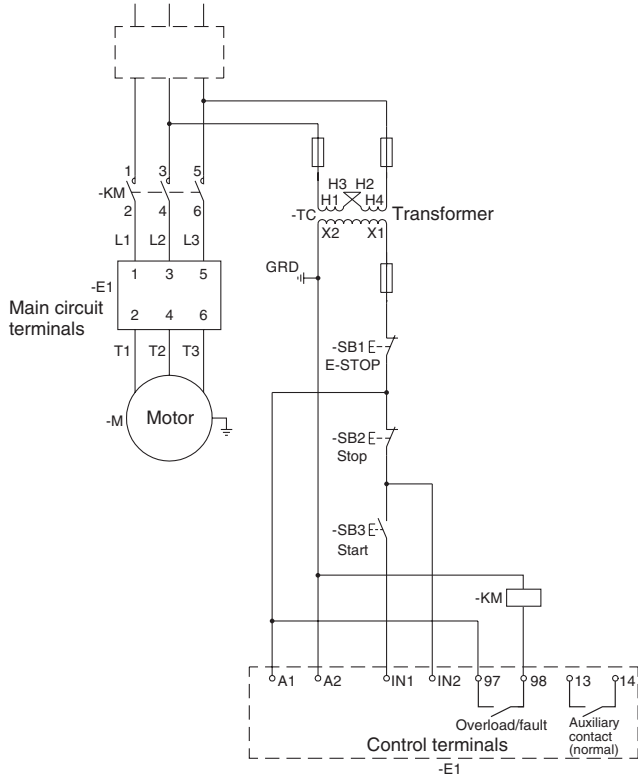 1 3 5
-KM
2 4 6
L1 L2 L3
1 3 5
-E1
2 4 6
Main circuit
terminals
T1 T2 T3
-M Motor
H3 H2
H1 H4
-TC
Transformer
X2 X1
GRD
-SB1
E-STOP
-SB2
Stop
-SB3
Start
-KM
A1 A2 IN1 IN2 97 98 13 14
Overload/fault
Auxiliary
contact
(normal)
Control terminals
-E1